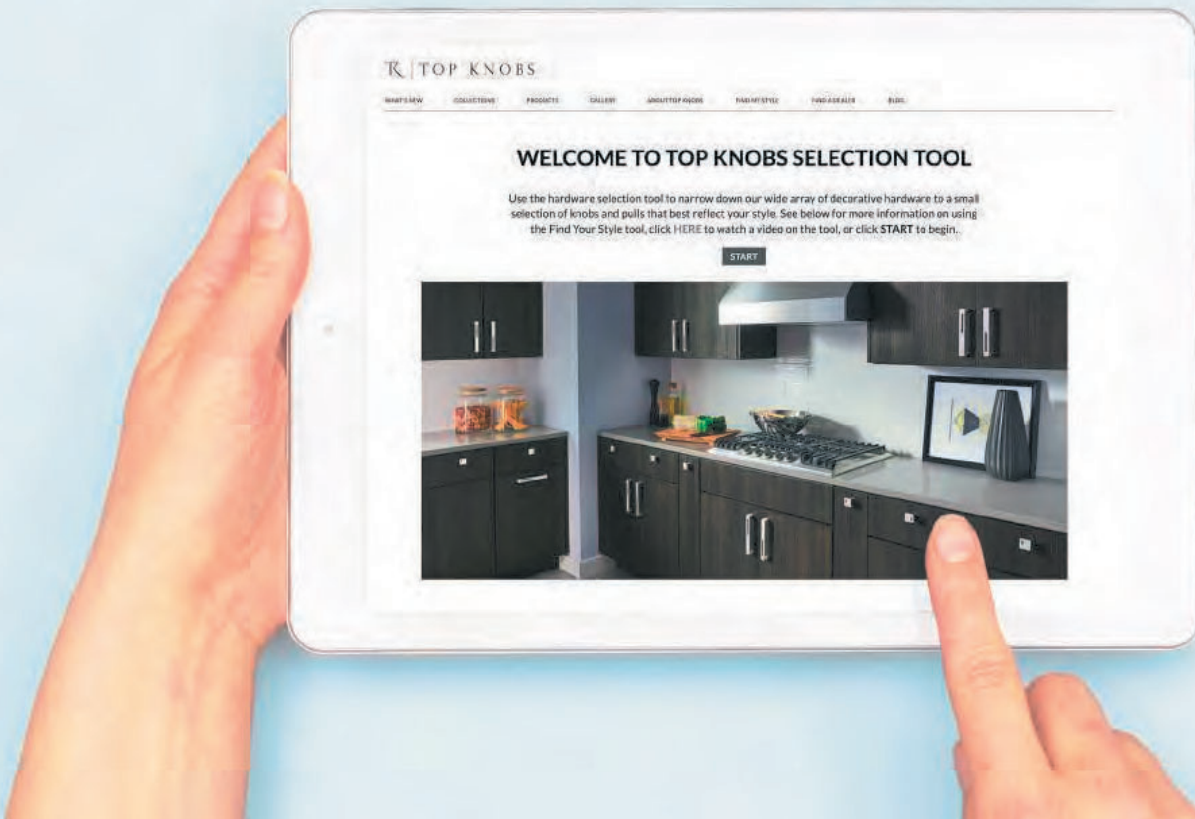 TK | TOP KNOBS
WHAT'S NEW COLLECTIONS PRODUCTS GALLERY ABOUT TOP KNOBS FIND MY STYLE FIND A DEALER BLOG
WELCOME TO TOP KNOBS SELECTION TOOL
Use the hardware selection tool to narrow down our wide array of decorative hardware to a small
selection of knobs and pulls that best reflect your style. See below for more information on using
the Find Your Style tool, click HERE to watch a video on the tool, or click START to begin.
START